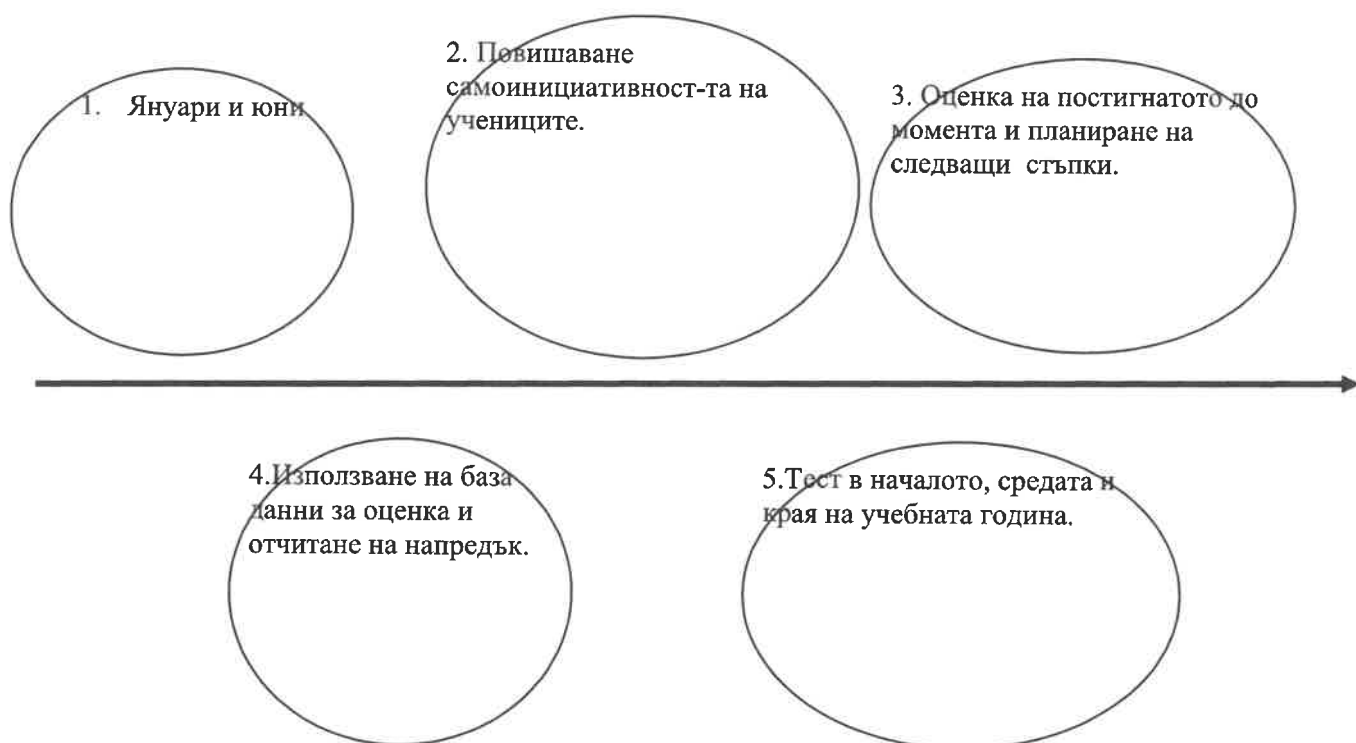 1. Януари и юни
2. Повишаване
самоинициативност-та на
учениците.
3. Оценка на постигнатото до
момента и планиране на
следващи стъпки.
4.Използване на база
данни за оценка и
отчитане на напредък.
5.Тест в началото, средата и
края на учебната година.